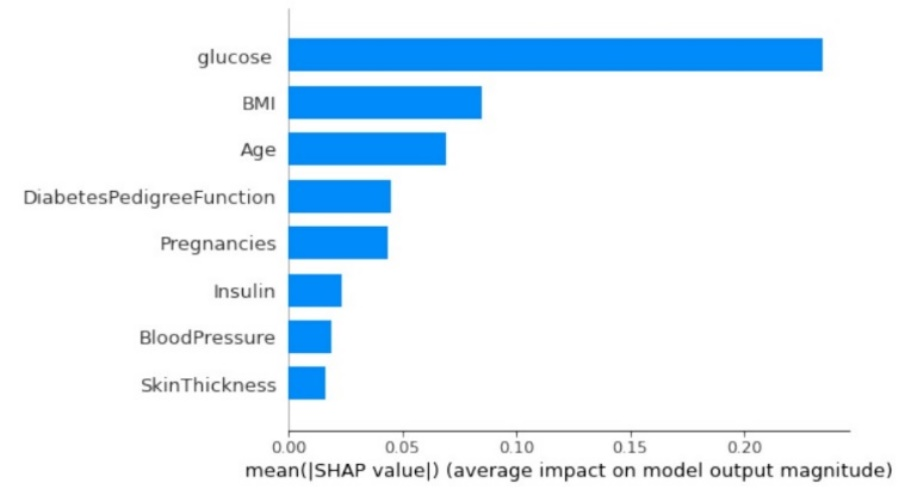 glucose
BMI
Age
DiabetesPedigreeFunction
Pregnancies
Insulin
BloodPressure
SkinThickness
0.00 0.05 0.10 0.15 0.20
mean(|SHAP value|) (average impact on model output magnitude)